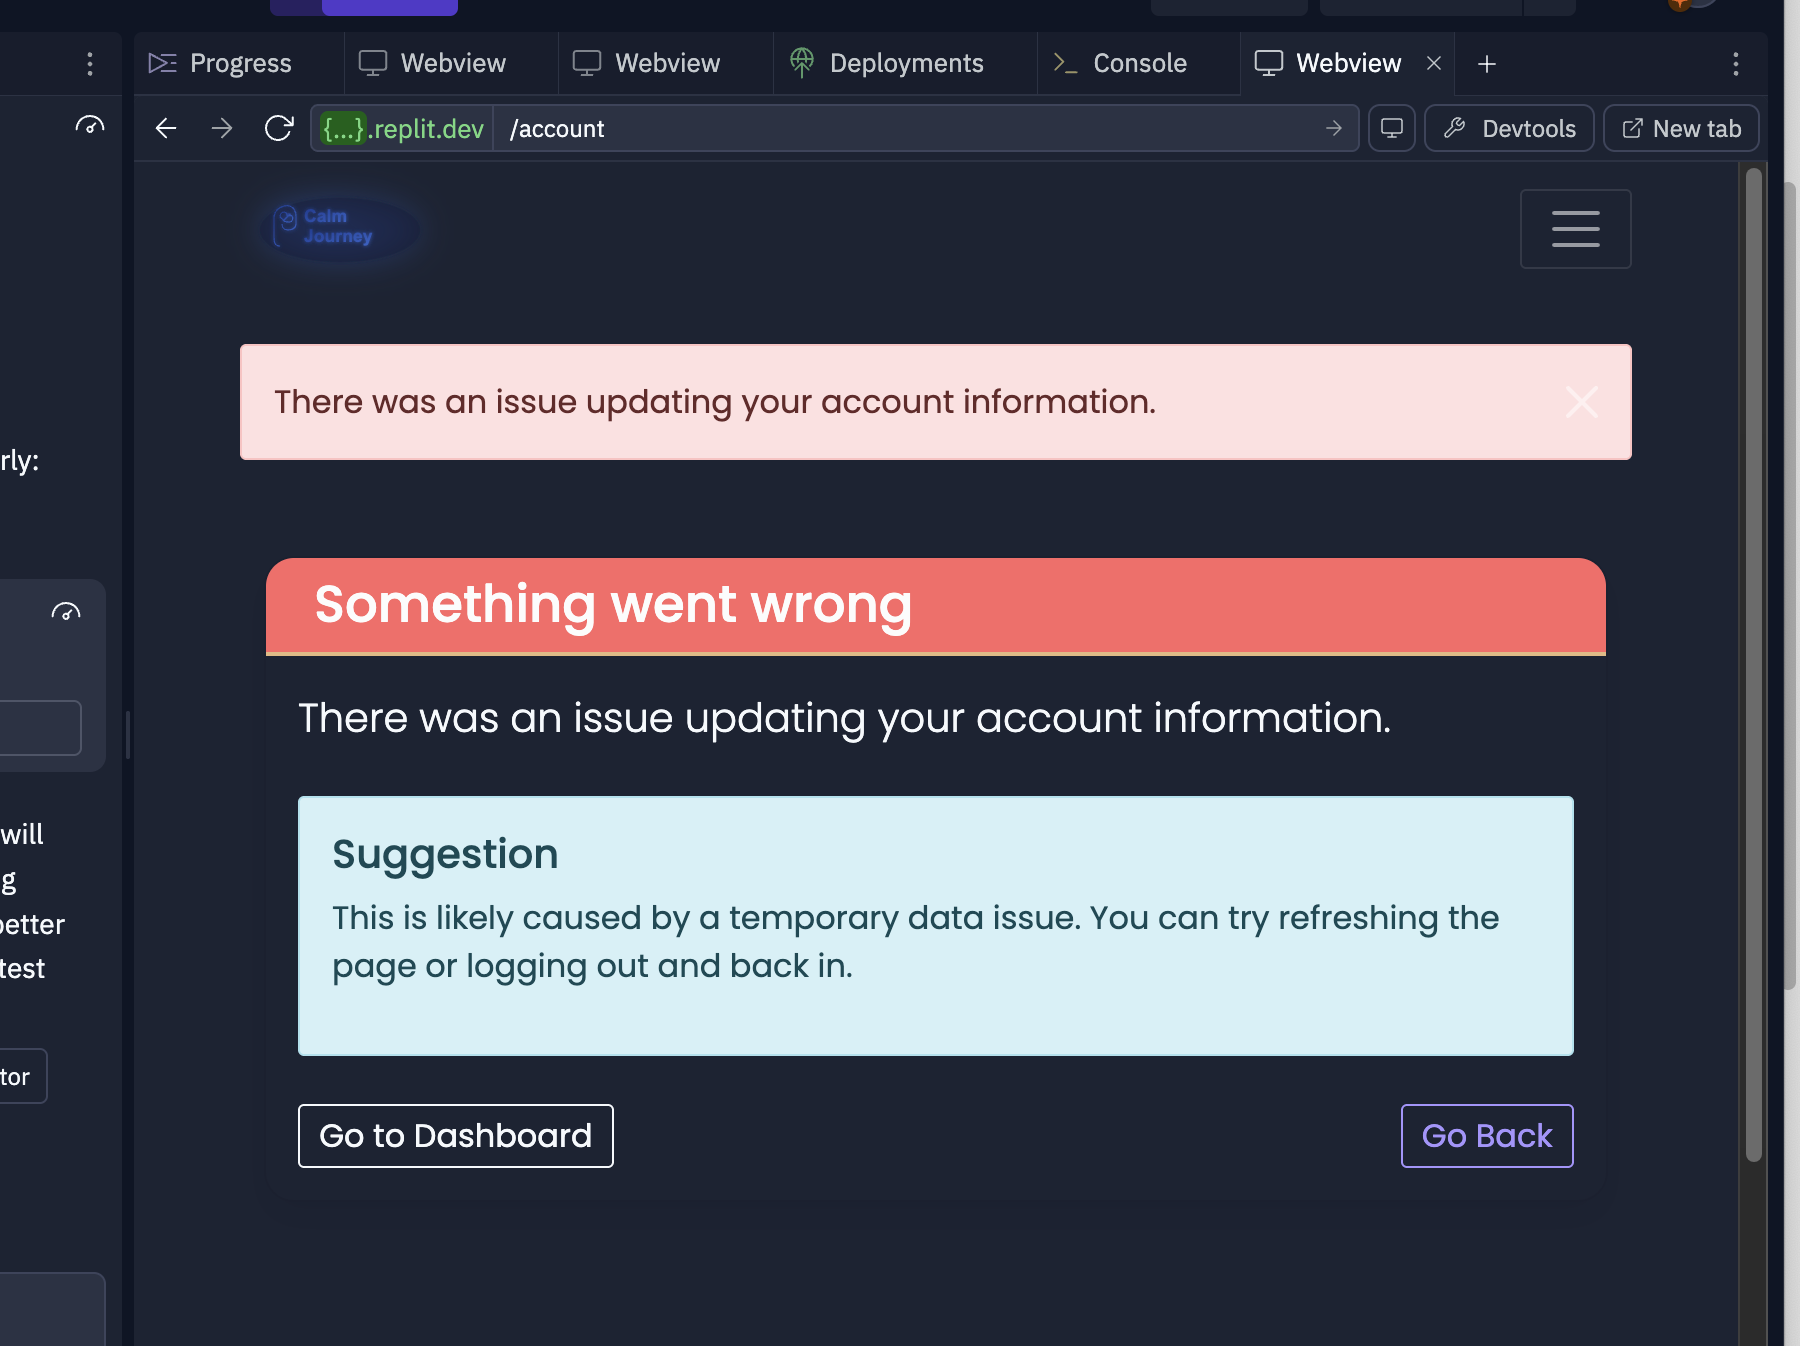 Progress
Webview
Webview
Deployments
Console
Webview
{...}.replit.dev
/account
Devtools
New tab
Calm
Journey
There was an issue updating your account information.
Something went wrong
There was an issue updating your account information.
Suggestion
This is likely caused by a temporary data issue. You can try refreshing the
page or logging out and back in.
Go to Dashboard
Go Back
rly:
will
g
better
test
tor